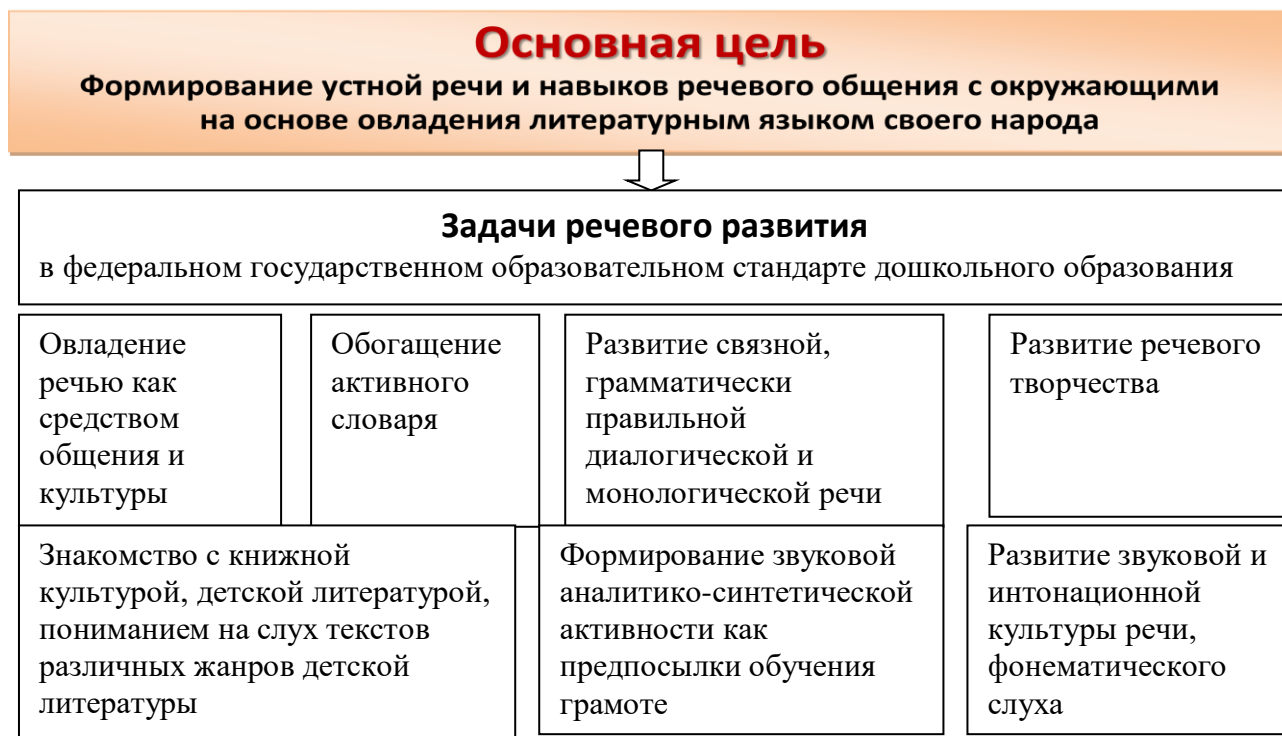 Основная цель
Формирование устной речи и навыков речевого общения с окружающими
на основе овладения литературным языком своего народа
Задачи речевого развития
в федеральном государственном образовательном стандарте дошкольного образования
Овладение
речью как
средством
общения и
культуры
Обогащение
активного
словаря
Развитие связной,
грамматически
правильной
диалогической и
монологической речи
Развитие речевого
творчества
Знакомство с книжной
культурой, детской литературой,
пониманием на слух текстов
различных жанров детской
литературы
Формирование звуковой
аналитико-синтетической
активности как
предпосылки обучения
грамоте
Развитие звуковой и
интонационной
культуры речи,
фонематического
слуха